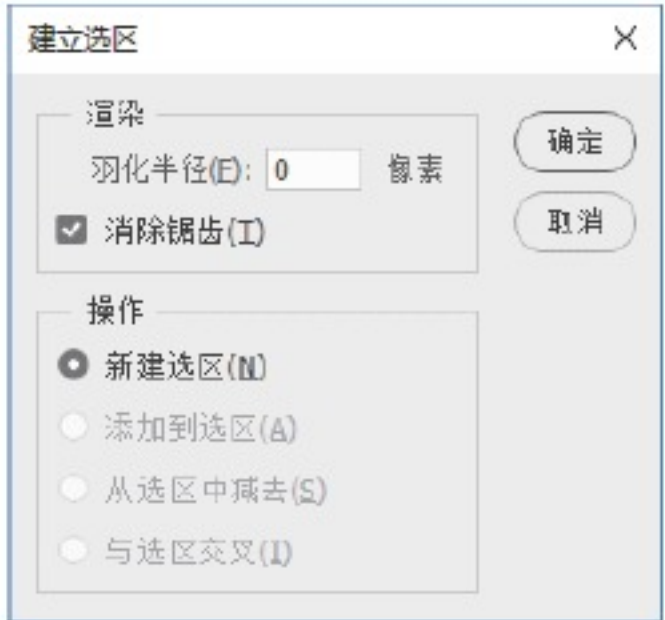 建立选区
渲染
羽化半径(E): 0 像素
消除锯齿(T)
确定
取消
操作
新建选区(N)
添加到选区(A)
从选区中减去(S)
与选区交叉(I)